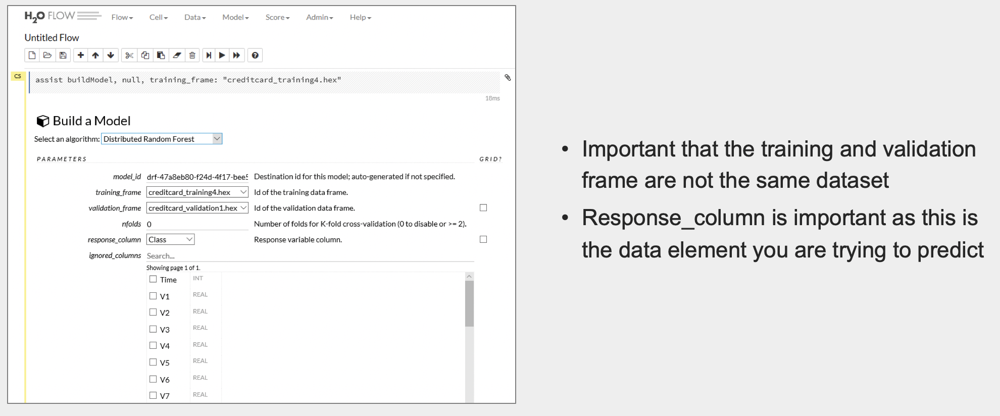 H2O FLOW Flow Cell Data Model Score Admin Help
Untitled Flow
CS
assist buildModel, null, training_frame: "creditcard_training4.hex"
18ms
Build a Model
Select an algorithm: Distributed Random Forest
PARAMETERS GRID?
model_id drf-47a8eb80-f24d-4f17-bee5 Destination id for this model; auto-generated if not specified.
training_frame creditcard_training4.hex Id of the training data frame.
validation_frame creditcard_validation1.hex Id of the validation data frame.
nfolds 0 Number of folds for K-fold cross-validation (0 to disable or >= 2).
response_column Class Response variable column.
ignored_columns Search...
Showing page 1 of 1.
Time INT
V1 REAL
V2 REAL
V3 REAL
V4 REAL
V5 REAL
V6 REAL
V7 REAL
• Important that the training and validation
frame are not the same dataset
• Response_column is important as this is
the data element you are trying to predict